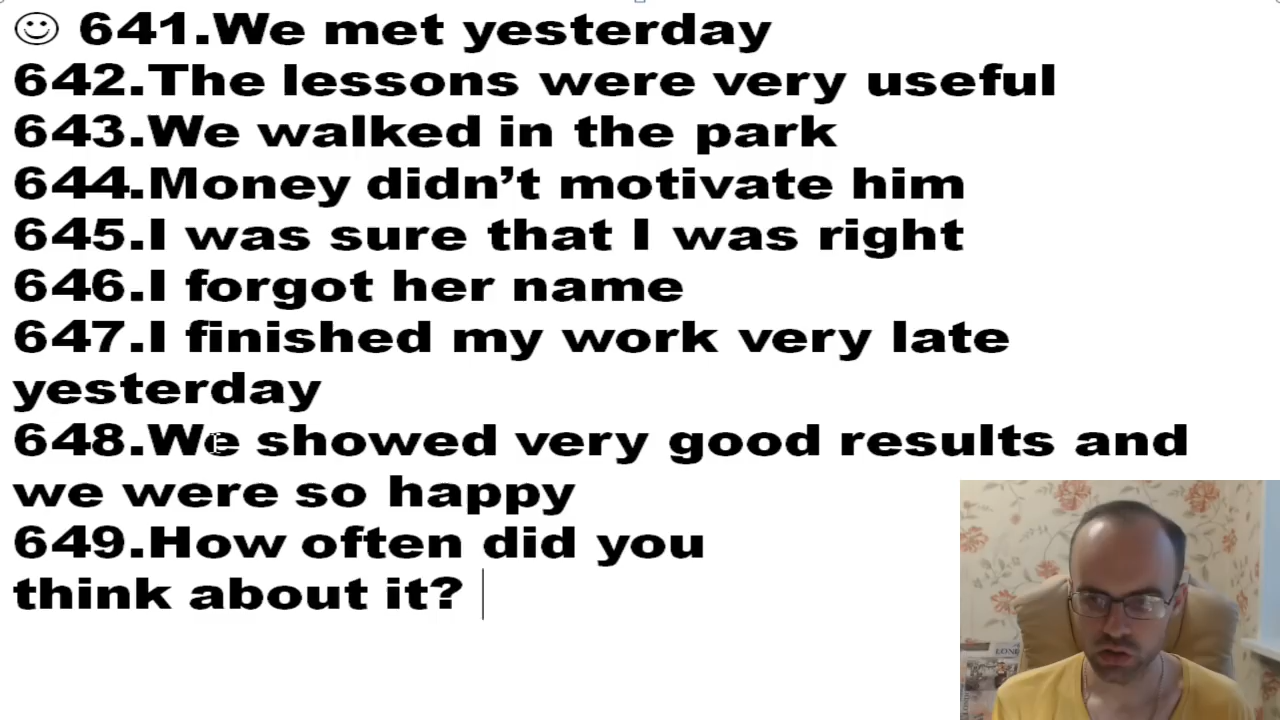 ☺ 641.We met yesterday
642.The lessons were very useful
643.We walked in the park
644.Money didn’t motivate him
645.I was sure that I was right
646.I forgot her name
647.I finished my work very late
yesterday
648.We showed very good results and
we were so happy
649.How often did you
think about it?